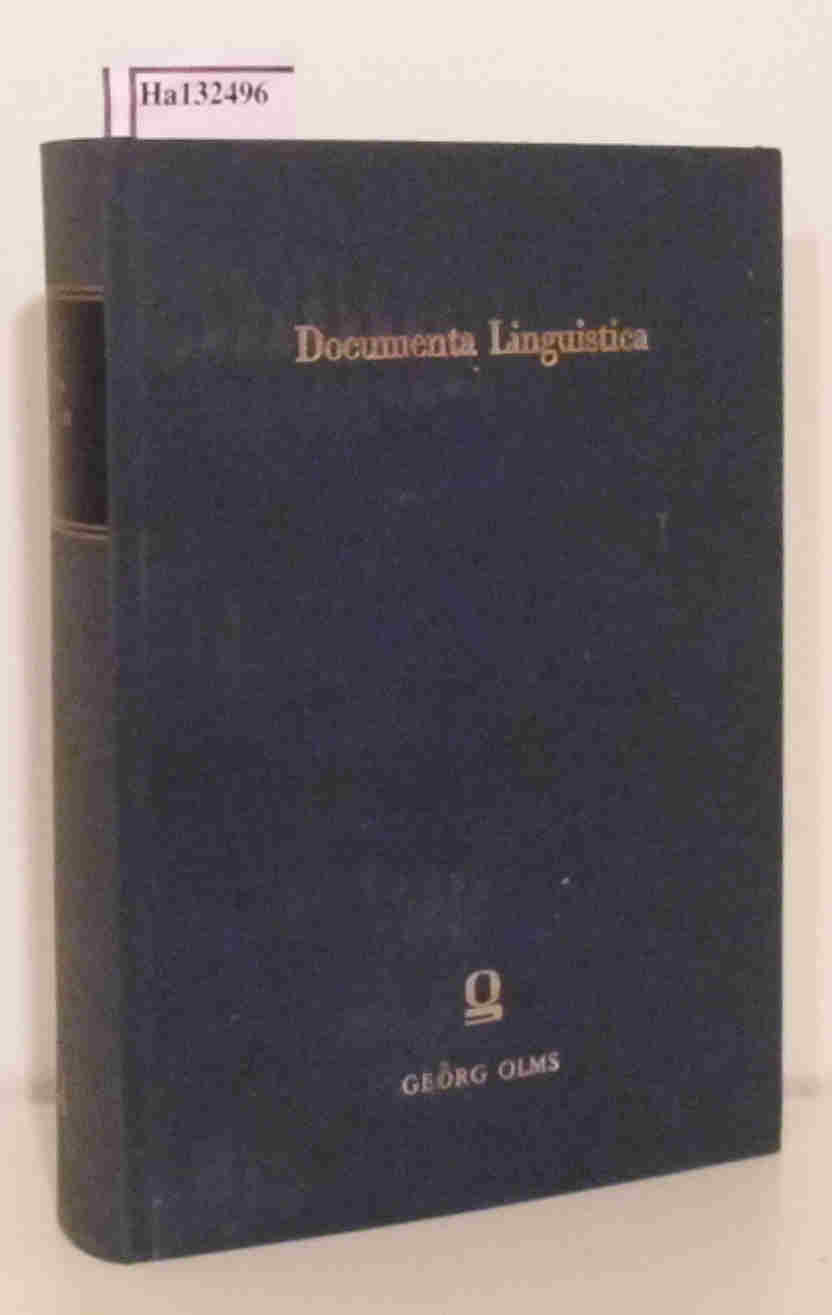 Ha132496
Documenta Linguistica
GEORG OLMS